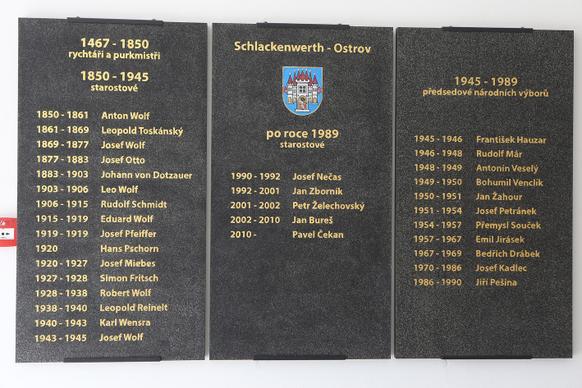 1467 - 1850
rychtáři a purkmistři
1850 - 1945
starostové
1850 - 1861 Anton Wolf
1861 - 1869 Leopold Toskánský
1869 - 1877 Josef Wolf
1877 - 1883 Josef Otto
1883 - 1903 Johann von Dotzauer
1903 - 1906 Leo Wolf
1906 - 1915 Rudolf Schmidt
1915 - 1919 Eduard Wolf
1919 - 1919 Josef Pfeiffer
1920 Hans Pschorn
1920 - 1927 Josef Miebes
1927 - 1928 Simon Fritsch
1928 - 1938 Robert Wolf
1938 - 1940 Leopold Reinelt
1940 - 1943 Karl Wensra
1943 - 1945 Josef Wolf
Schlackenwerth - Ostrov
po roce 1989
starostové
1990 - 1992 Josef Nečas
1992 - 2001 Jan Zborník
2001 - 2002 Petr Želechovský
2002 - 2010 Jan Bureš
2010 - Pavel Čekan
1945 - 1989
předsedové národních výborů
1945 - 1946 František Hauzar
1946 - 1948 Rudolf Már
1948 - 1949 Antonín Veselý
1949 - 1950 Bohumil Venclík
1950 - 1951 Jan Žahour
1951 - 1954 Josef Petránek
1954 - 1957 Přemysl Souček
1957 - 1967 Emil Jirásek
1967 - 1969 Bedřich Drábek
1970 - 1986 Josef Kadlec
1986 - 1990 Jiří Pešina